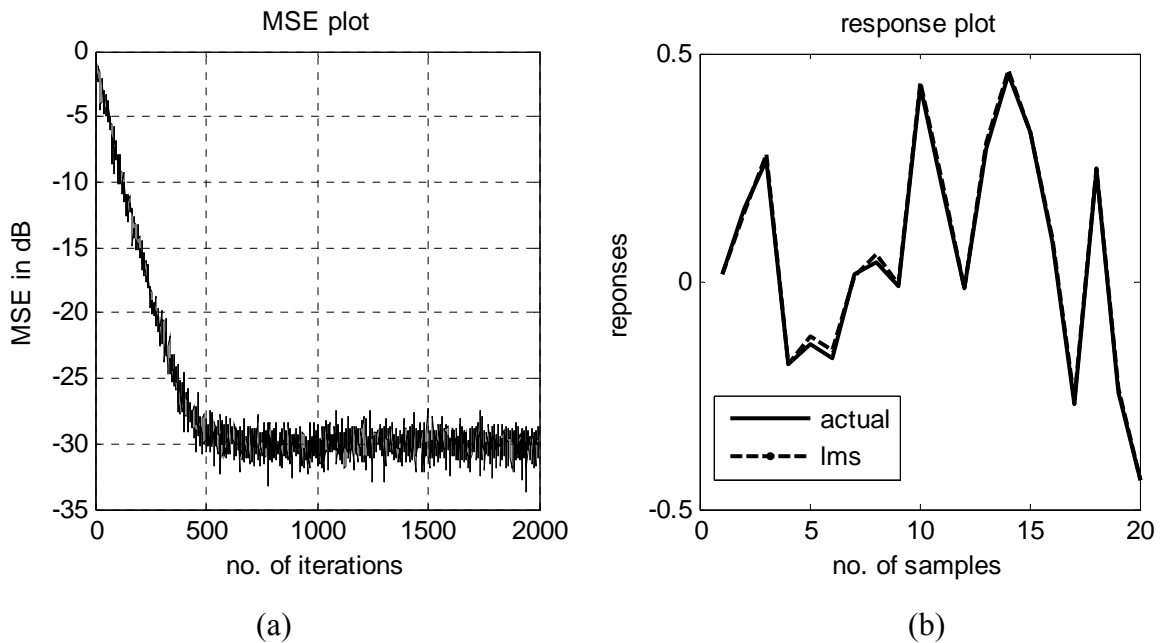 MSE plot
0
-5
-10
-15
-20
-25
-30
-35
MSE in dB
0
500
1000
1500
2000
no. of iterations
(a)
response plot
0.5
0
-0.5
reponses
actual
lms
0
5
10
15
20
no. of samples
(b)